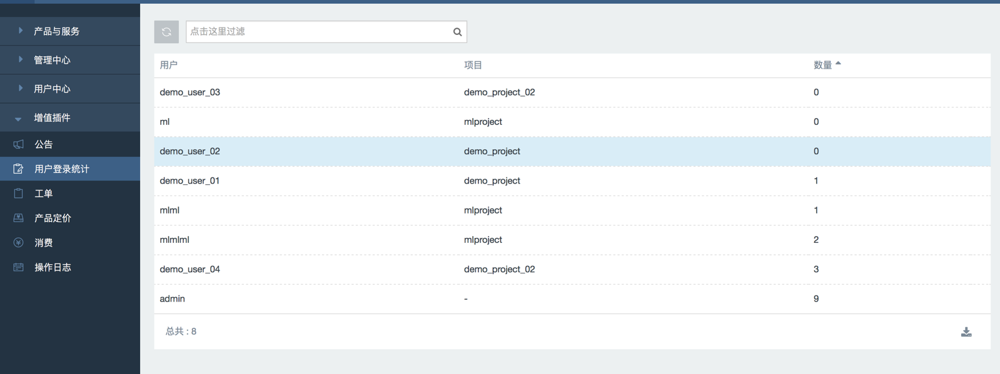 产品与服务
管理中心
用户中心
增值插件
公告
用户登录统计
工单
产品定价
消费
操作日志
点击这里过滤
用户 项目 数量
demo_user_03 demo_project_02 0
ml mlproject 0
demo_user_02 demo_project 0
demo_user_01 demo_project 1
mlml mlproject 1
mlmlml mlproject 2
demo_user_04 demo_project_02 3
admin - 9
总共 : 8